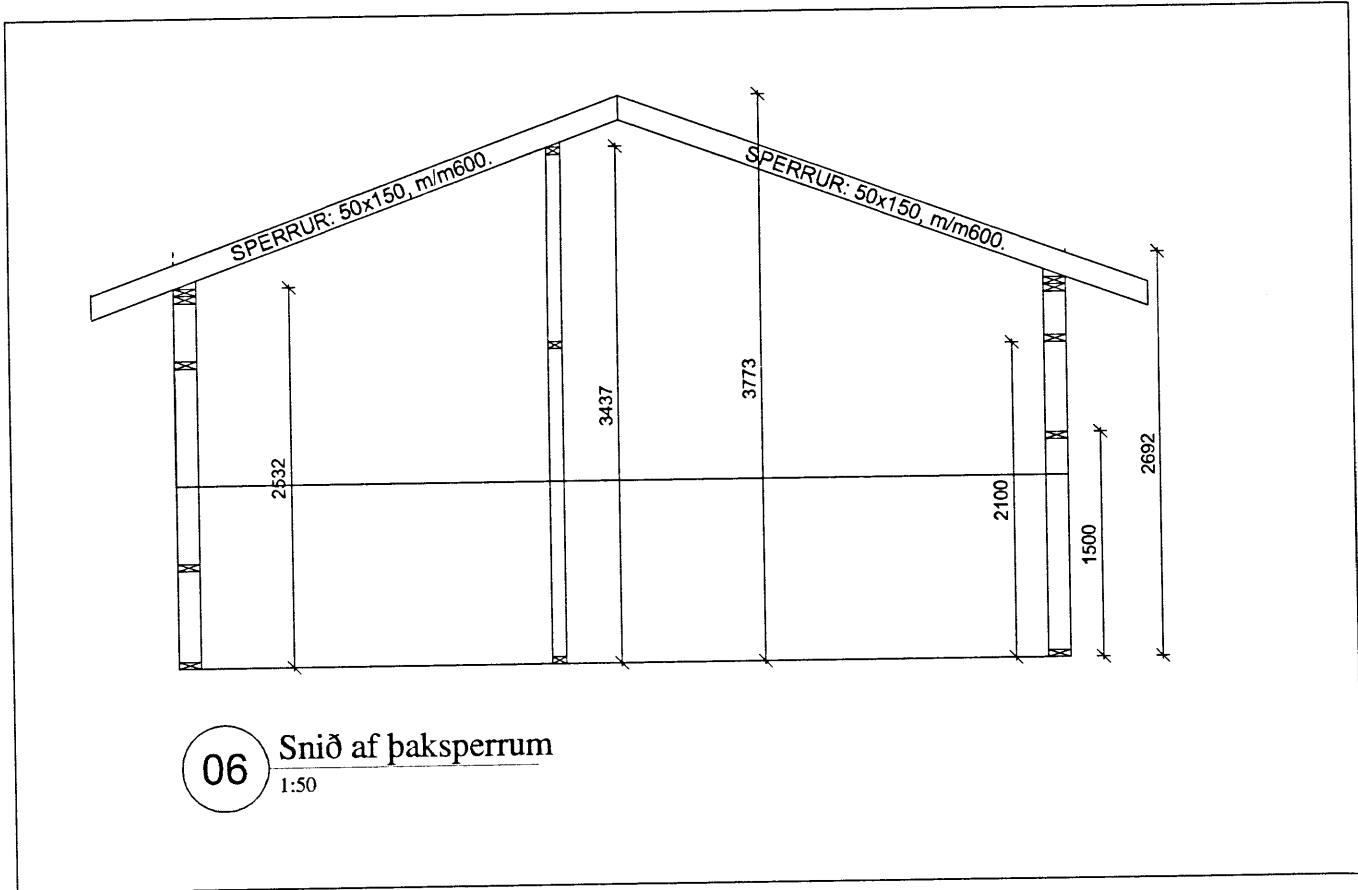 SPERRUR: 50x150, m/m600.
SPERRUR: 50x150, m/m600.
2532
3437
3773
2100
1500
2692
06
Snið af þaksperrum
1:50